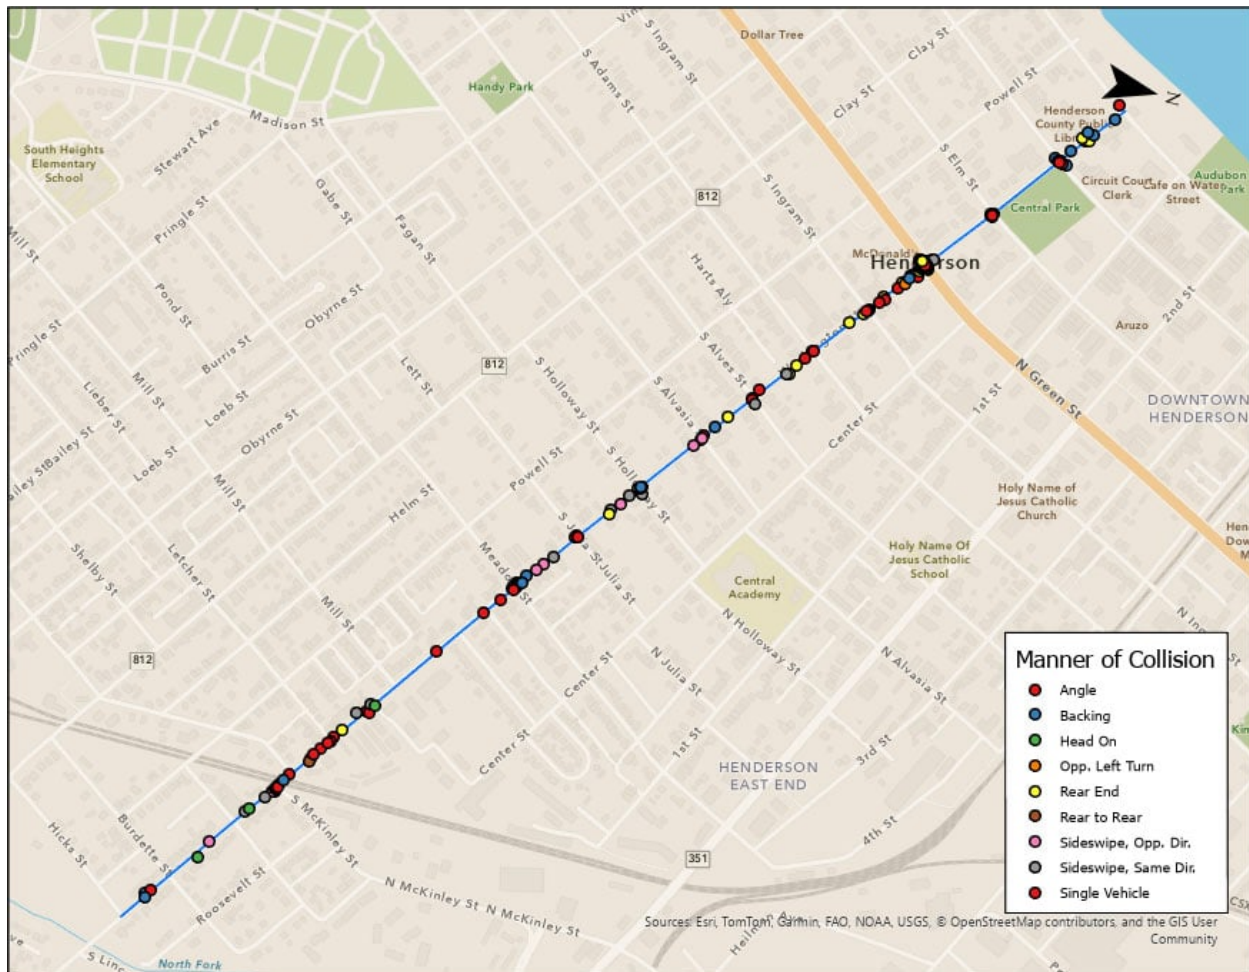 Dollar Tree
Vin
S Ingram St
S Adams St
Clay St
Clay St
Powell St
Handy Park
Madison St
Stewart Ave
South Heights
Elementary
School
N
Henderson
County Public
Library
Circuit Court
Clerk
Cafe on Water
Street
Audubon
Park
Central Park
S Elm St
812
S Ingram St
Gabe St
Fagan St
Pringle St
Mill St
McDonald's
Henderson
Harts Aly
2nd St
Aruzo
Pond St
Obyrne St
Burris St
Pringle St
812
S Alves St
S Holloway St
Lett St
S Alvasia
N Green St
1st St
DOWNTOWN
HENDERSON
Center St
Lieber St
Mill St
Loeb St
Obyrne St
Bailey St
Loeb St
Powell St
S Holloway St
Helm St
Mill St
Holy Name of
Jesus Catholic
Church
Holy Name Of
Jesus Catholic
School
Central
Academy
S Julia St
S Julia St
Shelby St
Letcher St
Mill St
812
N Holloway St
N Julia St
Center St
N Alvasia St
1st St
3rd St
Center St
HENDERSON
EAST END
4th St
351
Hicks St
Burdette St
S McKinley St
Roosevelt St
N McKinley St
N McKinley St
North Fork
Manner of Collision
Angle
Backing
Head On
Opp. Left Turn
Rear End
Rear to Rear
Sideswipe, Opp. Dir.
Sideswipe, Same Dir.
Single Vehicle
Sources: Esri, TomTom, Garmin, FAO, NOAA, USGS, © OpenStreetMap contributors, and the GIS User
Community